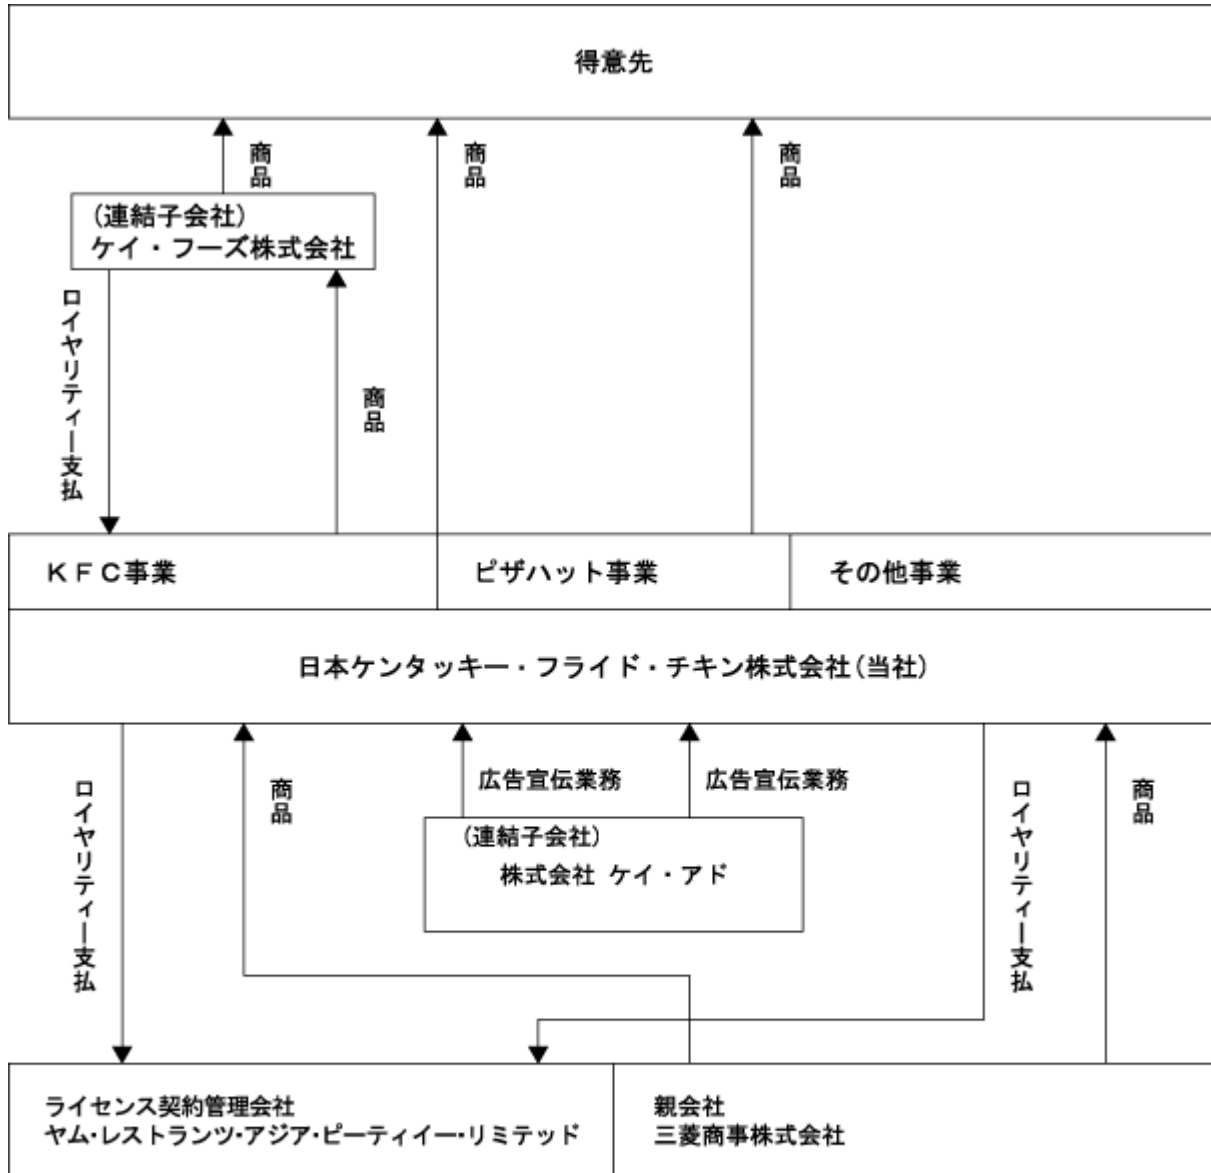 得意先
商品
商品
商品
(連結子会社)
ケイ・フーズ株式会社
ロイヤリティー支払
商品
ＫＦＣ事業
ピザハット事業
その他事業
日本ケンタッキー・フライド・チキン株式会社(当社)
ロイヤリティー支払
商品
広告宣伝業務
広告宣伝業務
ロイヤリティー支払
商品
(連結子会社)
株式会社 ケイ・アド
ライセンス契約管理会社
ヤム・レストランツ・アジア・ピーティイー・リミテッド
親会社
三菱商事株式会社